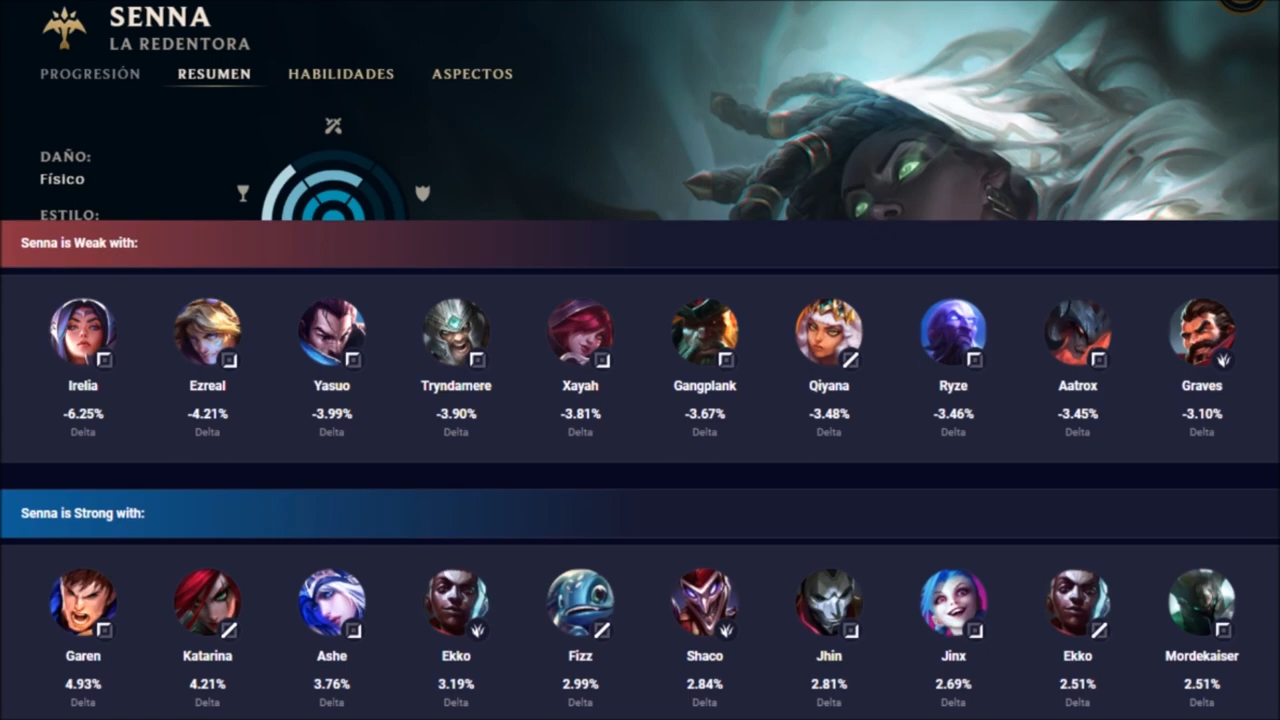 SENNA
LA REDENTORA
PROGRESIÓN RESUMEN HABILIDADES ASPECTOS
DAÑO:
Físico
ESTILO:
Senna is Weak with:
Irelia Ezreal Yasuo Tryndamere Xayah Gangplank Qiyana Ryze Aatrox Graves
-6.25% -4.21% -3.99% -3.90% -3.81% -3.67% -3.48% -3.46% -3.45% -3.10%
Delta Delta Delta Delta Delta Delta Delta Delta Delta Delta
Senna is Strong with:
Garen Katarina Ashe Ekko Fizz Shaco Jhin Jinx Ekko Mordekaiser
4.93% 4.21% 3.76% 3.19% 2.99% 2.84% 2.81% 2.69% 2.51% 2.51%
Delta Delta Delta Delta Delta Delta Delta Delta Delta Delta